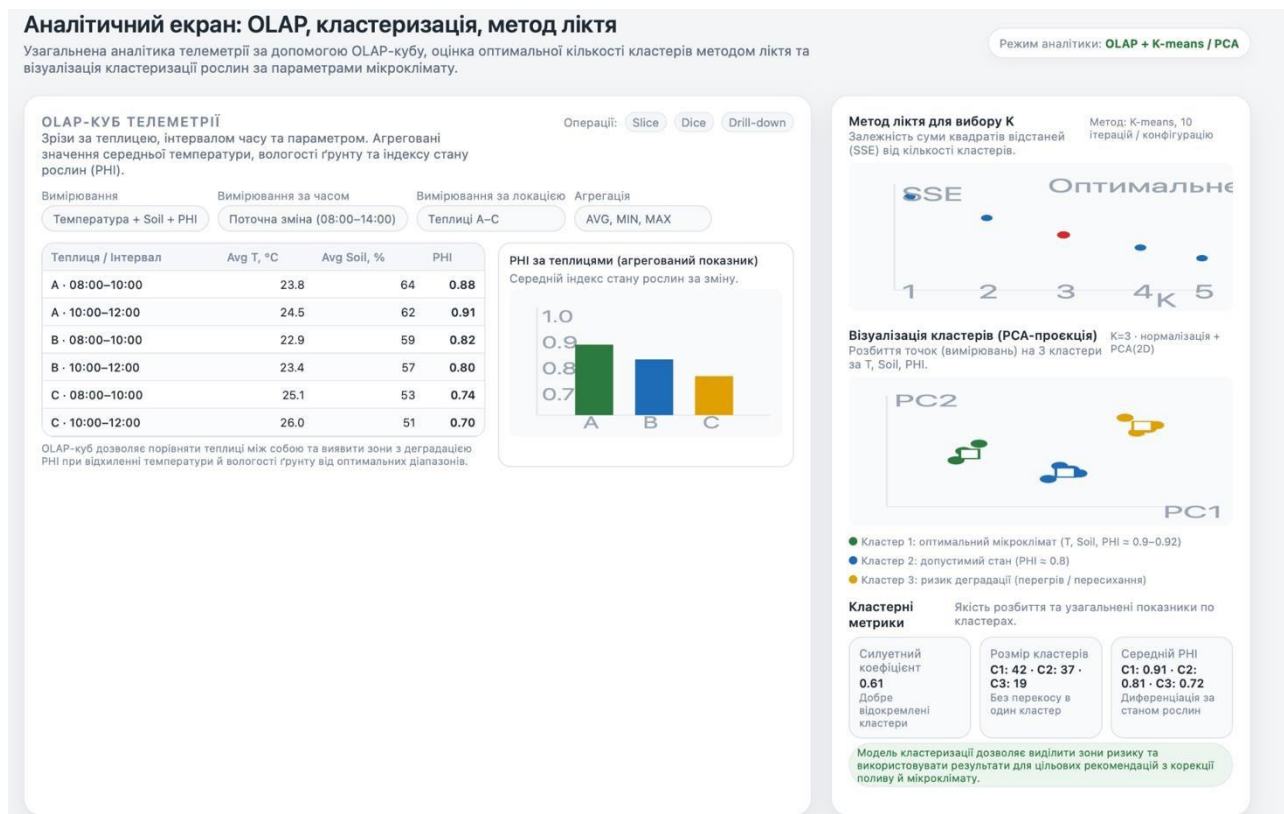 Аналітичний екран: OLAP, кластеризація, метод ліктя
Узагальнена аналітика телеметрії за допомогою OLAP-кубу, оцінка оптимальної кількості кластерів методом ліктя та
візуалізація кластеризації рослин за параметрами мікроклімату.
Режим аналітики: OLAP + K-means / PCA
OLAP-КУБ ТЕЛЕМЕТРІЇ
Зрізи за теплицею, інтервалом часу та параметром. Агреговані
значення середньої температури, вологості ґрунту та індексу стану
рослин (PHI).
Операції: Slice Dice Drill-down
Вимірювання Вимірювання за часом Вимірювання за локацією Агрегація
Температура + Soil + PHI Поточна зміна (08:00–14:00) Теплиці A–C AVG, MIN, MAX
Теплиця / Інтервал Avg T, °C Avg Soil, % PHI
A · 08:00–10:00 23.8 64 0.88
A · 10:00–12:00 24.5 62 0.91
B · 08:00–10:00 22.9 59 0.82
B · 10:00–12:00 23.4 57 0.80
C · 08:00–10:00 25.1 53 0.74
C · 10:00–12:00 26.0 51 0.70
OLAP-куб дозволяє порівняти теплиці між собою та виявити зони з деградацією
PHI при відхиленні температури й вологості ґрунту від оптимальних діапазонів.
PHI за теплицями (агрегований показник)
Середній індекс стану рослин за зміну.
1.0
0.9
0.8
0.7
A B C
Метод ліктя для вибору K
Залежність суми квадратів відстаней
(SSE) від кількості кластерів.
Метод: K-means, 10
ітерацій / конфігурацію
SSE Оптимальне
1 2 3 4 5
K
Візуалізація кластерів (PCA-проєкція)
Розбиття точок (вимірювань) на 3 кластери
за T, Soil, PHI.
K=3 · нормалізація +
PCA(2D)
PC2
PC1
Кластер 1: оптимальний мікроклімат (T, Soil, PHI ≈ 0.9–0.92)
Кластер 2: допустимий стан (PHI ≈ 0.8)
Кластер 3: ризик деградації (перегрів / пересихання)
Кластерні
метрики
Якість розбиття та узагальнені показники по
кластерах.
Силуетний
коефіцієнт
0.61
Добре
відокремлені
кластери
Розмір кластерів
C1: 42 · C2: 37 ·
C3: 19
Без перекосу в
один кластер
Середній PHI
C1: 0.91 · C2:
0.81 · C3: 0.72
Диференціація за
станом рослин
Модель кластеризації дозволяє виділити зони ризику та
використовувати результати для цільових рекомендацій з корекції
поливу й мікроклімату.